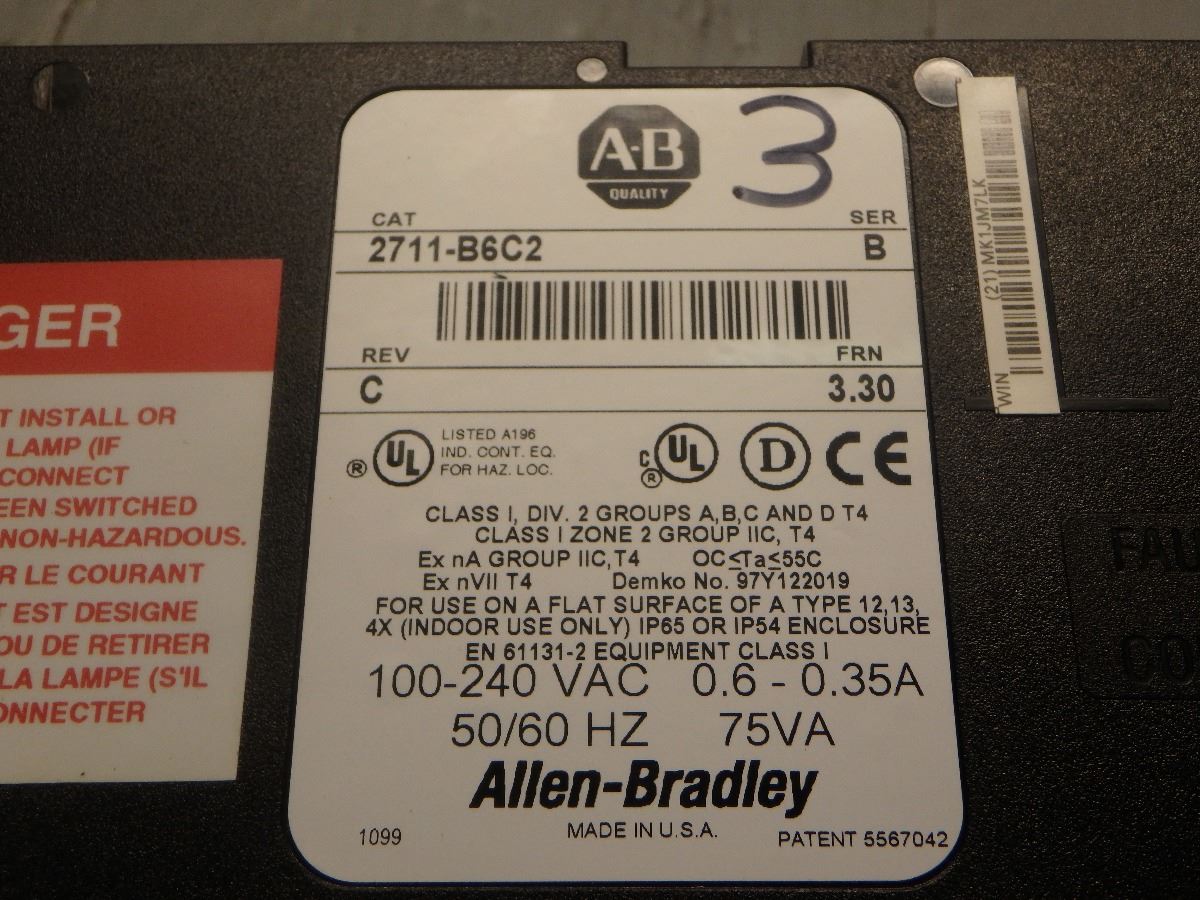 A-B
QUALITY
3
CAT
SER
2711-B6C2
B
REV
FRN
C
3.30
® UL
LISTED A196
IND. CONT. EQ.
FOR HAZ. LOC.
C UL ®
D
CE
CLASS I, DIV. 2 GROUPS A,B,C AND D T4
CLASS I ZONE 2 GROUP IIC, T4
Ex nA GROUP IIC,T4 OC≤Ta≤55C
Ex nVII T4 Demko No. 97Y122019
FOR USE ON A FLAT SURFACE OF A TYPE 12,13,
4X (INDOOR USE ONLY) IP65 OR IP54 ENCLOSURE
EN 61131-2 EQUIPMENT CLASS I
100-240 VAC 0.6 - 0.35A
50/60 HZ 75VA
Allen-Bradley
MADE IN U.S.A.
1099
PATENT 5567042
GER
T INSTALL OR
LAMP (IF
CONNECT
EEN SWITCHED
NON-HAZARDOUS.
R LE COURANT
T EST DESIGNE
OU DE RETIRER
LA LAMPE (S'IL
ONNECTER
WIN
(21) MK1JM7LK
FAU
CO